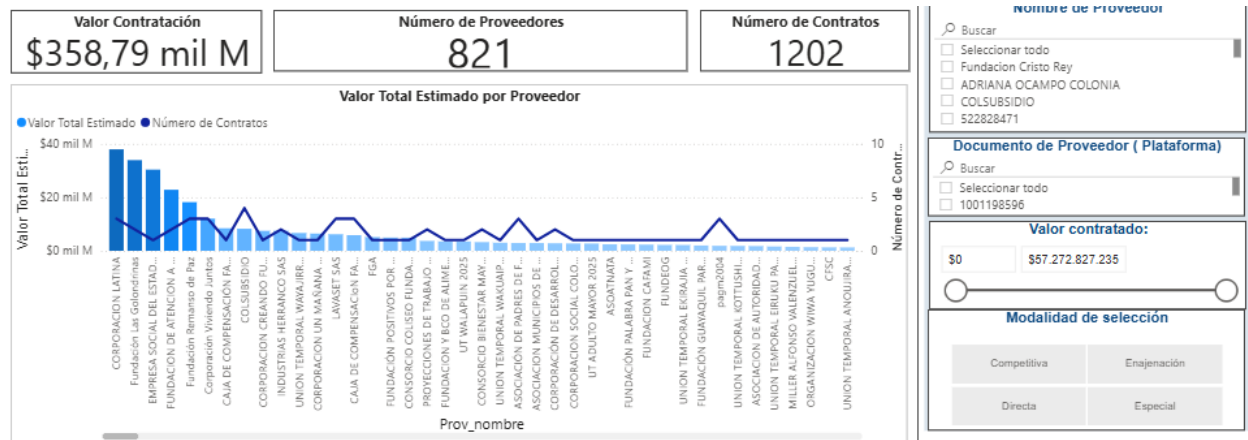 Valor Contratación
$358,79 mil M
Número de Proveedores
821
Número de Contratos
1202
Valor Total Estimado por Proveedor
Valor Total Estimado
Número de Contratos
Valor Total Esti...
$40 mil M
$20 mil M
$0 mil M
10
5
0
Número de Contr...
CORPORACION LATINA
Fundación Las Golondrinas
EMPRESA SOCIAL DEL ESTAD...
FUNDACION DE ATENCION A ...
Fundación Remanso de Paz
Corporación Viviendo Juntos
CAJA DE COMPENSACIÓN FA...
COLSUBSIDIO
CORPORACION CREANDO FU...
INDUSTRIAS HERRANCO SAS
UNION TEMPORAL WAYAJIRR...
CORPORACION UN MAÑANA ...
LAVASET SAS
CAJA DE COMPENSACIóN FA...
FGA
FUNDACIÓN POSITIVOS POR ...
CONSORCIO COLISEO FUNDA...
PROYECCIONES DE TRABAJO ...
FUNDACION Y BCO DE ALIME...
UT WALAPUIN 2025
CONSORCIO BIENESTAR MAY...
UNION TEMPORAL WAKUAIP...
ASOCIACIÓN DE PADRES DE F...
ASOCIACION MUNICIPIOS DE ...
CORPORACIÓN DE DESARROL...
CORPORACION SOCIAL COLO...
UT ADULTO MAYOR 2025
ASOATNATA
FUNDACIÓN PALABRA PAN Y ...
FUNDACION CAFAMI
FUNDEOG
UNION TEMPORAL EKIRAJIA ...
FUNDACIÓN GUAYAQUIL PAR...
pagm2004
UNION TEMPORAL KOTTUSHI...
ASOCIACION DE AUTORIDAD...
UNION TEMPORAL EIRUKU PA...
MILLER ALFONSO VALENZUEL...
ORGANIZACION WIWA YUGU...
CFSC
UNION TEMPORAL ANOUJIRA...
Prov_nombre
Nombre de Proveedor
Buscar
Seleccionar todo
Fundacion Cristo Rey
ADRIANA OCAMPO COLONIA
COLSUBSIDIO
522828471
Documento de Proveedor ( Plataforma)
Buscar
Seleccionar todo
1001198596
Valor contratado:
$0
$57.272.827.235
Modalidad de selección
Competitiva
Enajenación
Directa
Especial